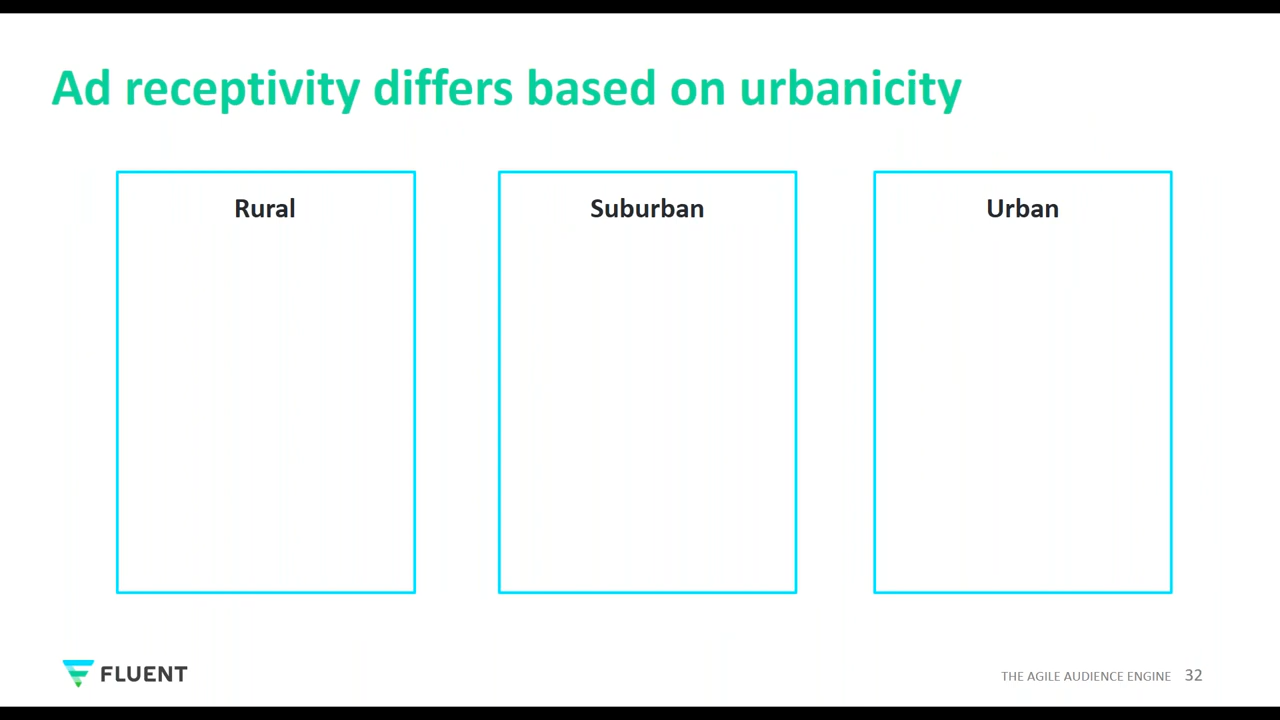 Ad receptivity differs based on urbanicity
Rural
Suburban
Urban
FLUENT
THE AGILE AUDIENCE ENGINE 32